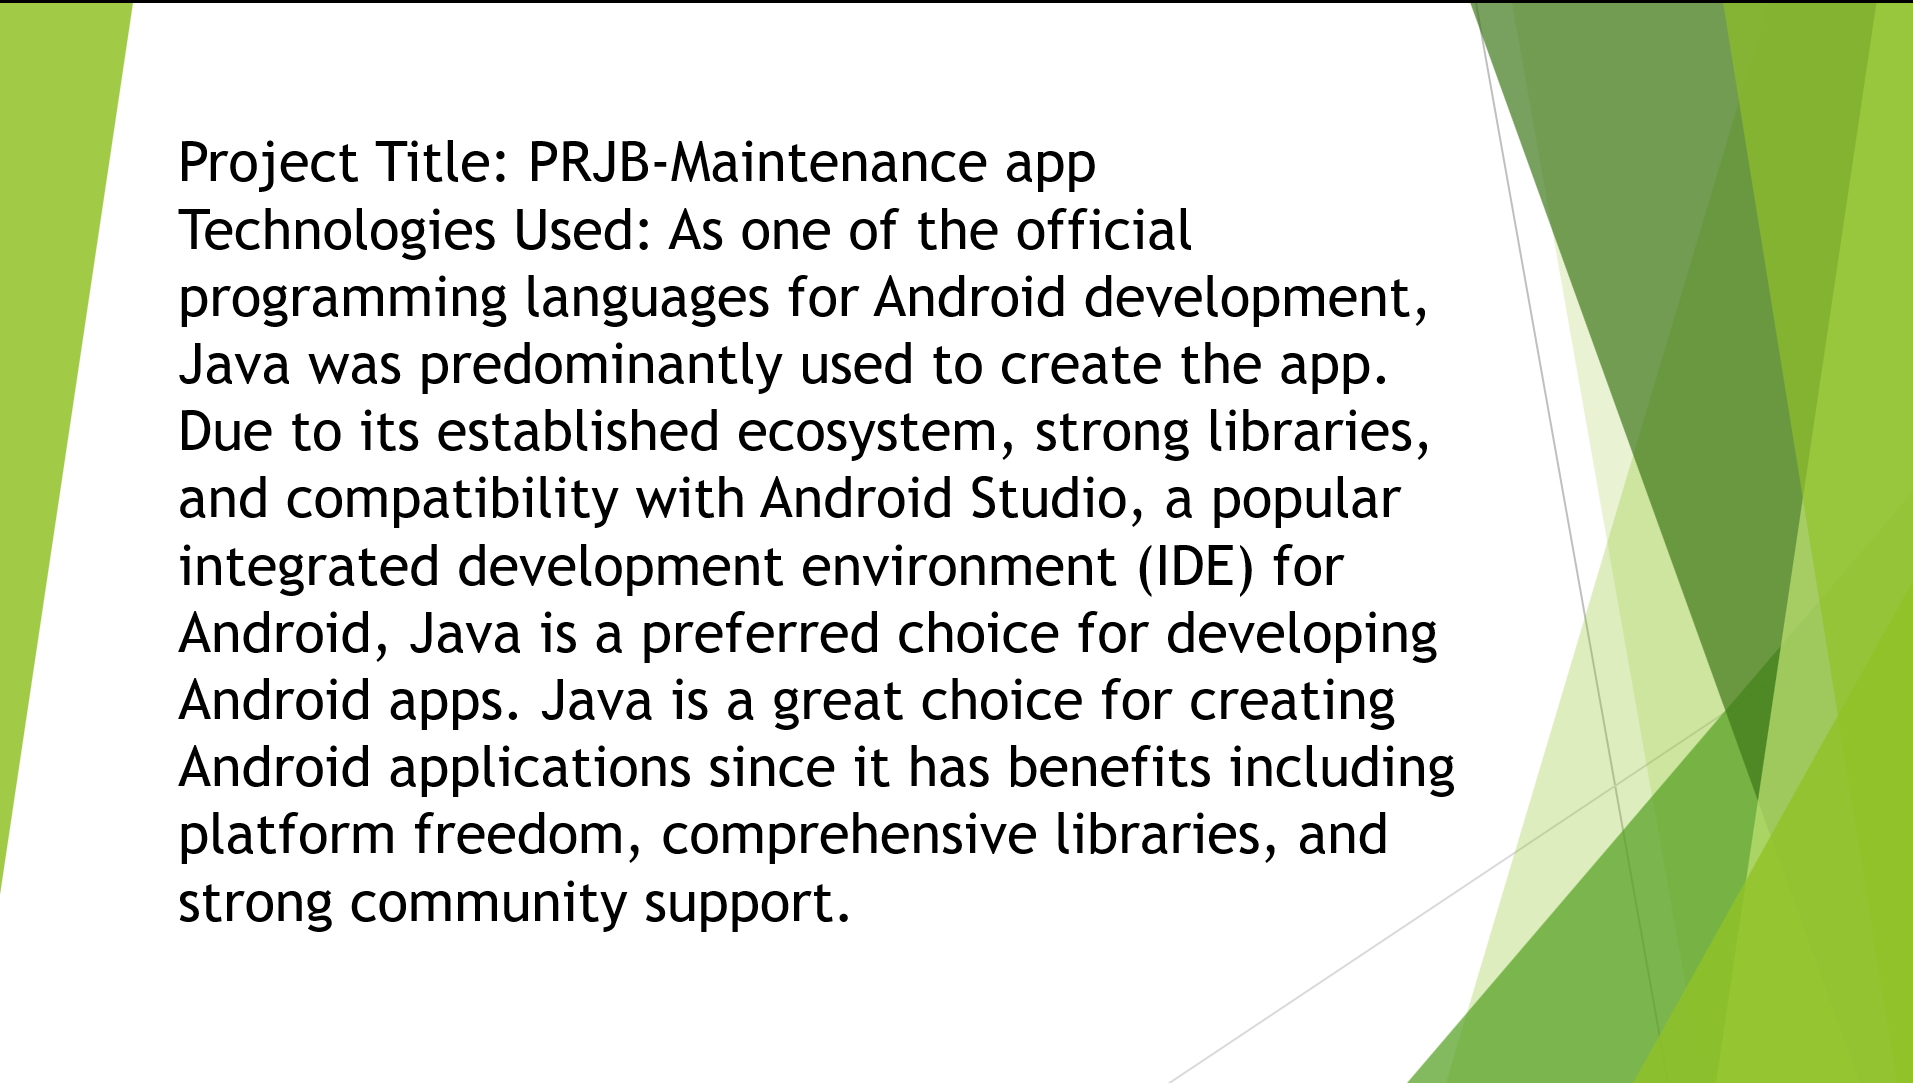 Project Title: PRJB-Maintenance app
Technologies Used: As one of the official
programming languages for Android development,
Java was predominantly used to create the app.
Due to its established ecosystem, strong libraries,
and compatibility with Android Studio, a popular
integrated development environment (IDE) for
Android, Java is a preferred choice for developing
Android apps. Java is a great choice for creating
Android applications since it has benefits including
platform freedom, comprehensive libraries, and
strong community support.